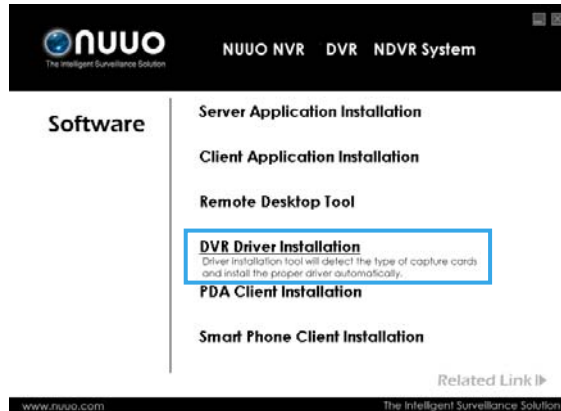 nuuo
The Intelligent Surveillance Solution
NUUO NVR DVR NDVR System
Software
Server Application Installation
Client Application Installation
Remote Desktop Tool
DVR Driver Installation
Driver installation tool will detect the type of capture cards
and install the proper driver automatically.
PDA Client Installation
Smart Phone Client Installation
Related Link
www.nuuo.com
The Intelligent Surveillance Solution